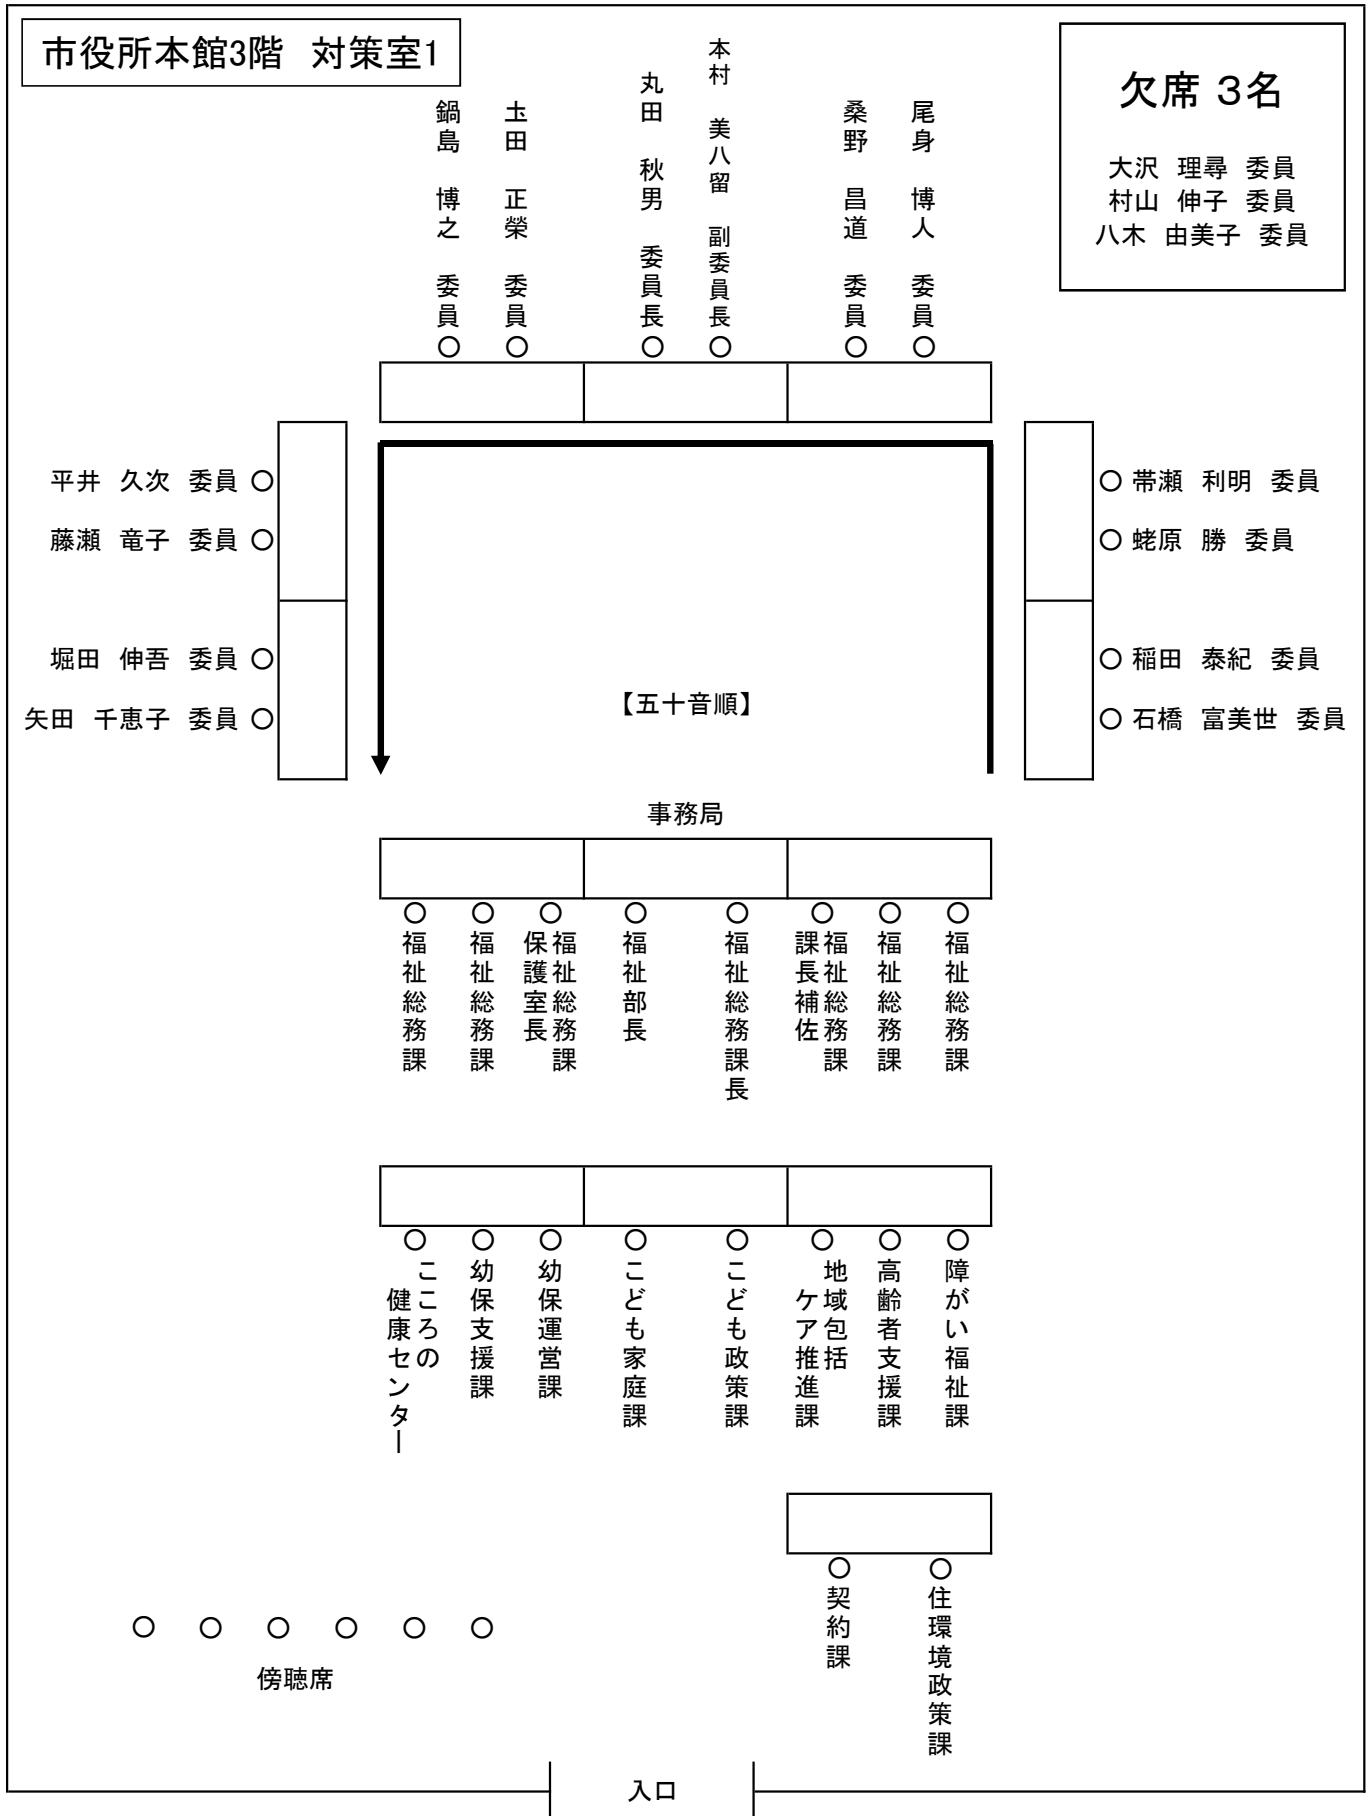 市役所本館3階 対策室1
欠席 3名
大沢 理尋 委員
村山 伸子 委員
八木 由美子 委員
鍋島 博之 委員
圡田 正榮 委員
丸田 秋男 委員長
本村 美八留 副委員長
桑野 昌道 委員
尾身 博人 委員
平井 久次 委員
藤瀬 竜子 委員
堀田 伸吾 委員
矢田 千恵子 委員
帯瀬 利明 委員
蛯原 勝 委員
稲田 泰紀 委員
石橋 富美世 委員
【五十音順】
事務局
福祉総務課
福祉総務課
福祉総務課
保護室長
福祉部長
福祉総務課長
福祉総務課
課長補佐
福祉総務課
福祉総務課
こころの
健康センター
幼保支援課
幼保運営課
こども家庭課
こども政策課
地域包括
ケア推進課
高齢者支援課
障がい福祉課
契約課
住環境政策課
傍聴席
入口